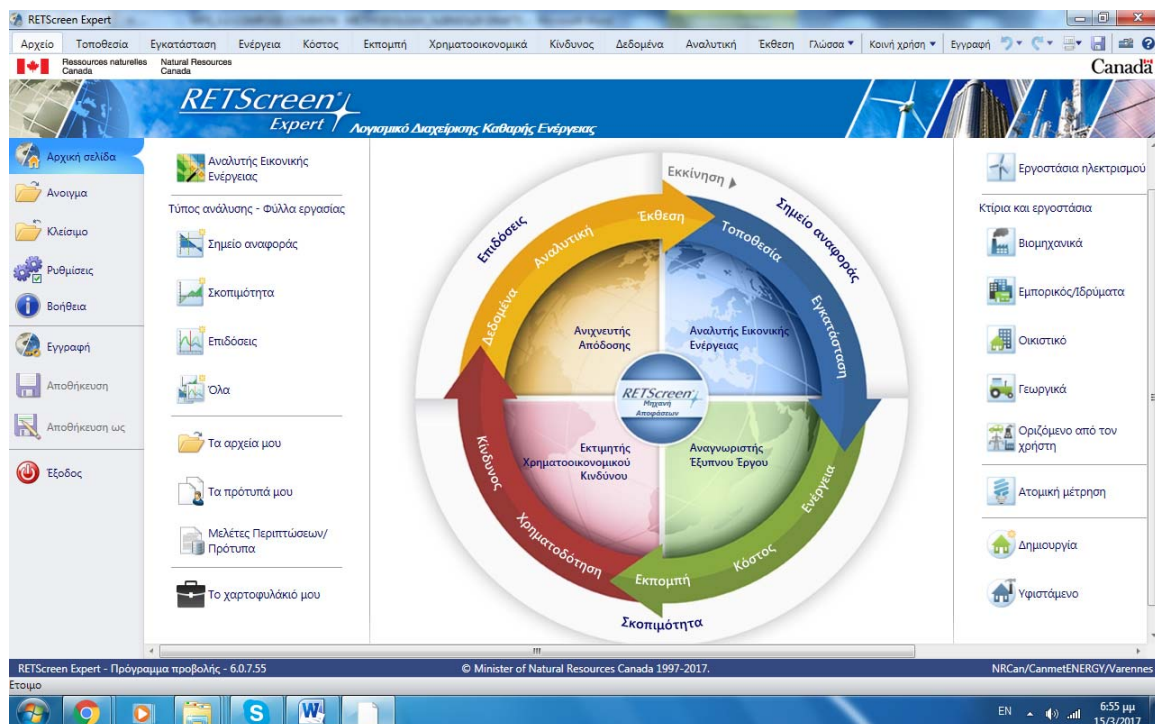 RETScreen Expert
Αρχείο Τοποθεσία Εγκατάσταση Ενέργεια Κόστος Εκπομπή Χρηματοοικονομικά Κίνδυνος Δεδομένα Αναλυτική Έκθεση Γλώσσα Κοινή χρήση Εγγραφή
Ressources naturelles Canada
Natural Resources Canada
Canada
RETScreen
Expert
Λογισμικό Διαχείρισης Καθαρής Ενέργειας
Αρχική σελίδα
Ανοιγμα
Κλείσιμο
Ρυθμίσεις
Βοήθεια
Εγγραφή
Αποθήκευση
Αποθήκευση ως
Έξοδος
Αναλυτής Εικονικής
Ενέργειας
Τύπος ανάλυσης - Φύλλα εργασίας
Σημείο αναφοράς
Σκοπιμότητα
Επιδόσεις
Όλα
Τα αρχεία μου
Τα πρότυπά μου
Μελέτες Περιπτώσεων/
Πρότυπα
Το χαρτοφυλάκιό μου
Εκκίνηση
Σημείο αναφοράς
Επιδόσεις
Σκοπιμότητα
Τοποθεσία
Εγκατάσταση
Ενέργεια
Κόστος
Εκπομπή
Χρηματοδότηση
Κίνδυνος
Δεδομένα
Αναλυτική
Έκθεση
Ανιχνευτής
Απόδοσης
Αναλυτής Εικονικής
Ενέργειας
RETScreen
Μηχανή
Αποφάσεων
Εκτιμητής
Χρηματοοικονομικού
Κινδύνου
Αναγνωριστής
Έξυπνου Έργου
Εργοστάσια ηλεκτρισμού
Κτίρια και εργοστάσια
Βιομηχανικά
Εμπορικός/Ιδρύματα
Οικιστικό
Γεωργικά
Οριζόμενο από τον
χρήστη
Ατομική μέτρηση
Δημιουργία
Υφιστάμενο
RETScreen Expert - Πρόγραμμα προβολής - 6.0.7.55
© Minister of Natural Resources Canada 1997-2017.
NRCan/CanmetENERGY/Varennes
Έτοιμο
EN
6:55 μμ
15/3/2017